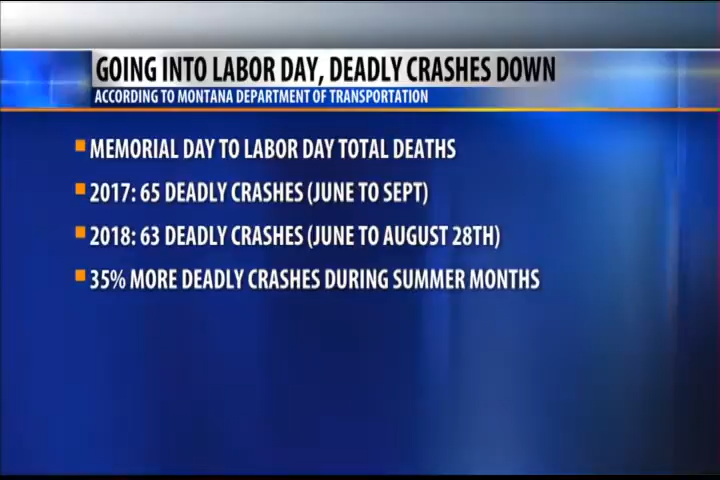 GOING INTO LABOR DAY, DEADLY CRASHES DOWN
ACCORDING TO MONTANA DEPARTMENT OF TRANSPORTATION
MEMORIAL DAY TO LABOR DAY TOTAL DEATHS
2017: 65 DEADLY CRASHES (JUNE TO SEPT)
2018: 63 DEADLY CRASHES (JUNE TO AUGUST 28TH)
35% MORE DEADLY CRASHES DURING SUMMER MONTHS